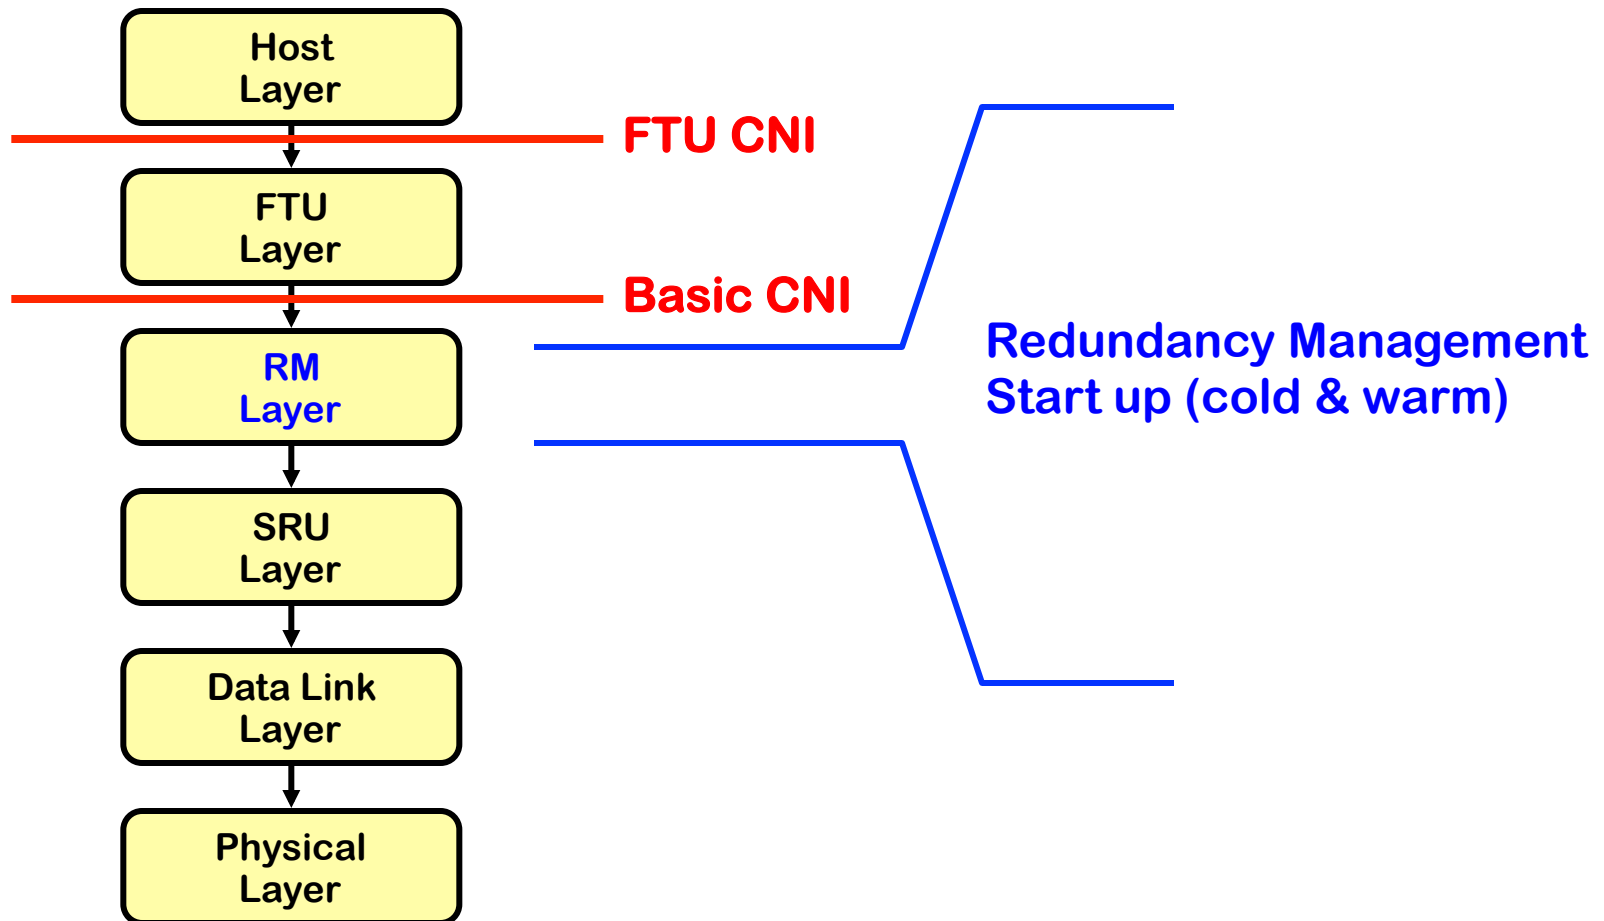 Host
Layer
FTU CNI
FTU
Layer
Basic CNI
RM
Layer
Redundancy Management
Start up (cold & warm)
SRU
Layer
Data Link
Layer
Physical
Layer